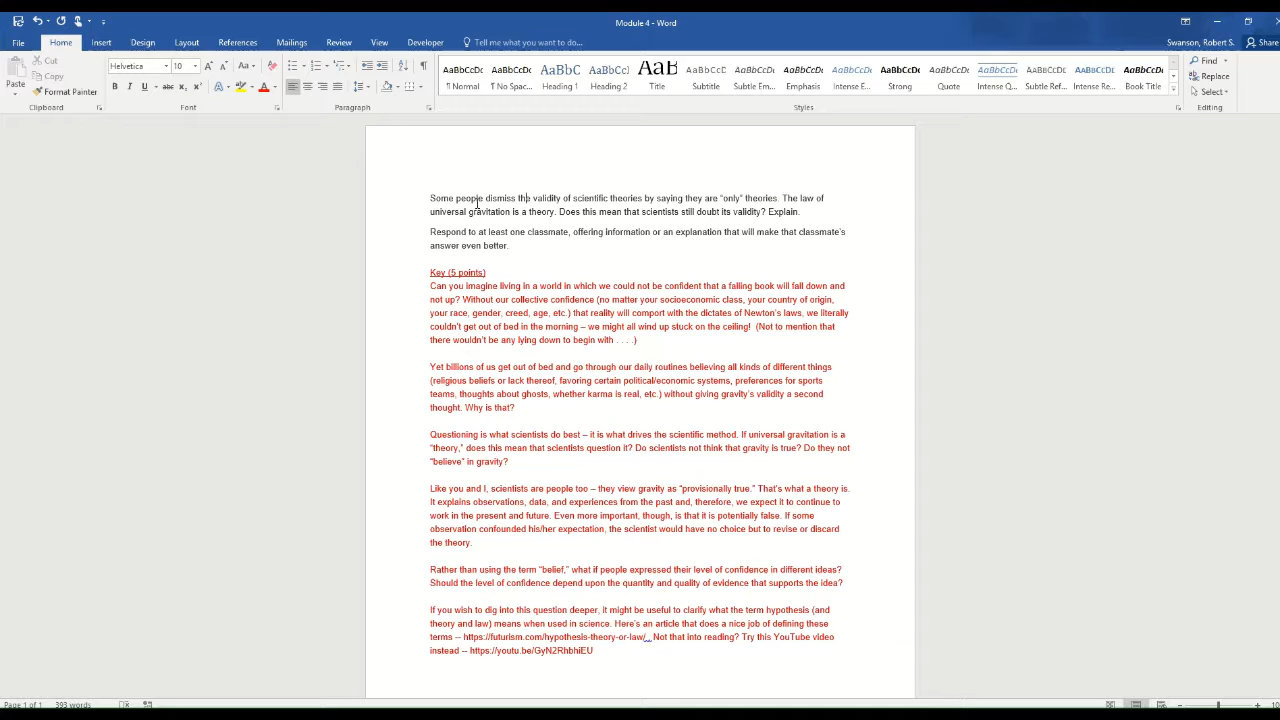 Module 4 - Word
Swanson, Robert S.
Share
File Home Insert Design Layout References Mailings Review View Developer Tell me what you want to do...
Cut
Copy
Format Painter
Paste
Helvetica 10
AaBbCcDc AaBbCcDc AaBbC AaBbCcC AaB AaBbCcD AaBbCcDc AaBbCcDc AaBbCcDc AaBbCcDc AaBbCcDc AaBbCcDc AaBbCcDc AaBbCcDc AaBbCcDc
¶ Normal ¶ No Spac... Heading 1 Heading 2 Title Subtitle Subtle Em... Emphasis Intense E... Strong Quote Intense Q... Subtle Ref... Intense Re... Book Title
Find
Replace
Select
Clipboard Font Paragraph Styles Editing
Some people dismiss the validity of scientific theories by saying they are “only” theories. The law of
universal gravitation is a theory. Does this mean that scientists still doubt its validity? Explain.
Respond to at least one classmate, offering information or an explanation that will make that classmate’s
answer even better.
Key (5 points)
Can you imagine living in a world in which we could not be confident that a falling book will fall down and
not up? Without our collective confidence (no matter your socioeconomic class, your country of origin,
your race, gender, creed, age, etc.) that reality will comport with the dictates of Newton’s laws, we literally
couldn’t get out of bed in the morning – we might all wind up stuck on the ceiling! (Not to mention that
there wouldn’t be any lying down to begin with . . . .)
Yet billions of us get out of bed and go through our daily routines believing all kinds of different things
(religious beliefs or lack thereof, favoring certain political/economic systems, preferences for sports
teams, thoughts about ghosts, whether karma is real, etc.) without giving gravity’s validity a second
thought. Why is that?
Questioning is what scientists do best – it is what drives the scientific method. If universal gravitation is a
“theory,” does this mean that scientists question it? Do scientists not think that gravity is true? Do they not
“believe” in gravity?
Like you and I, scientists are people too – they view gravity as “provisionally true.” That’s what a theory is.
It explains observations, data, and experiences from the past and, therefore, we expect it to continue to
work in the present and future. Even more important, though, is that it is potentially false. If some
observation confounded his/her expectation, the scientist would have no choice but to revise or discard
the theory.
Rather than using the term “belief,” what if people expressed their level of confidence in different ideas?
Should the level of confidence depend upon the quantity and quality of evidence that supports the idea?
If you wish to dig into this question deeper, it might be useful to clarify what the term hypothesis (and
theory and law) means when used in science. Here’s an article that does a nice job of defining these
terms -- https://futurism.com/hypothesis-theory-or-law/ Not that into reading? Try this YouTube video
instead -- https://youtu.be/GyN2RhbhiEU
Page 1 of 1 393 words